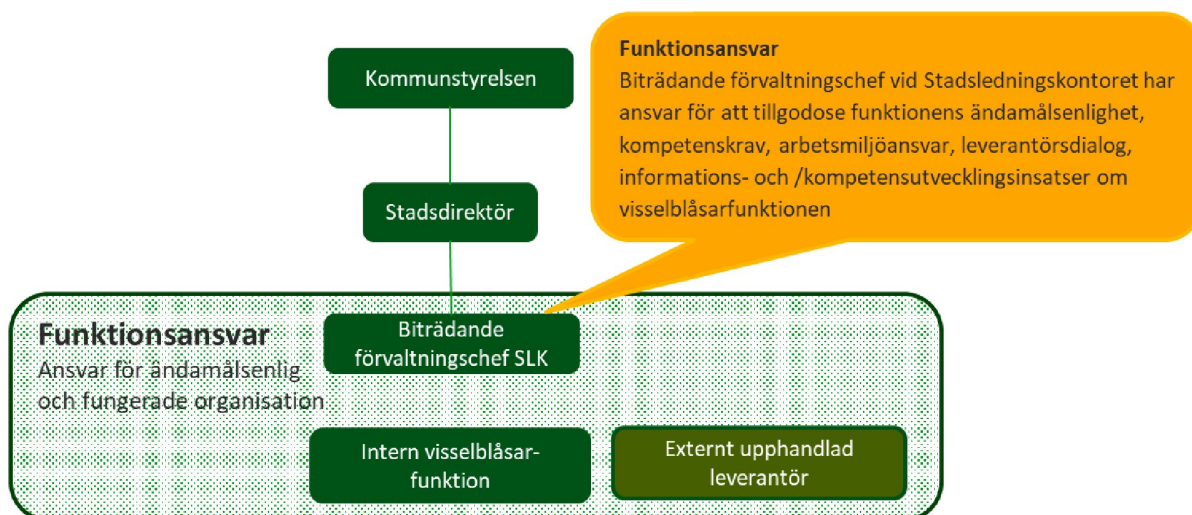 Kommunstyrelsen
Funktionsansvar
Biträdande förvaltningschef vid Stadsledningskontoret har
ansvar för att tillgodose funktionens ändamålsenlighet,
kompetenskrav, arbetsmiljöansvar, leverantörsdialog,
informations- och /kompetensutvecklingsinsatser om
visselblåsarfunktionen
Stadsdirektör
Funktionsansvar
Ansvar för ändamålsenlig
och fungerade organisation
Biträdande
förvaltningschef SLK
Intern visselblåsar-
funktion
Externt upphandlad
leverantör